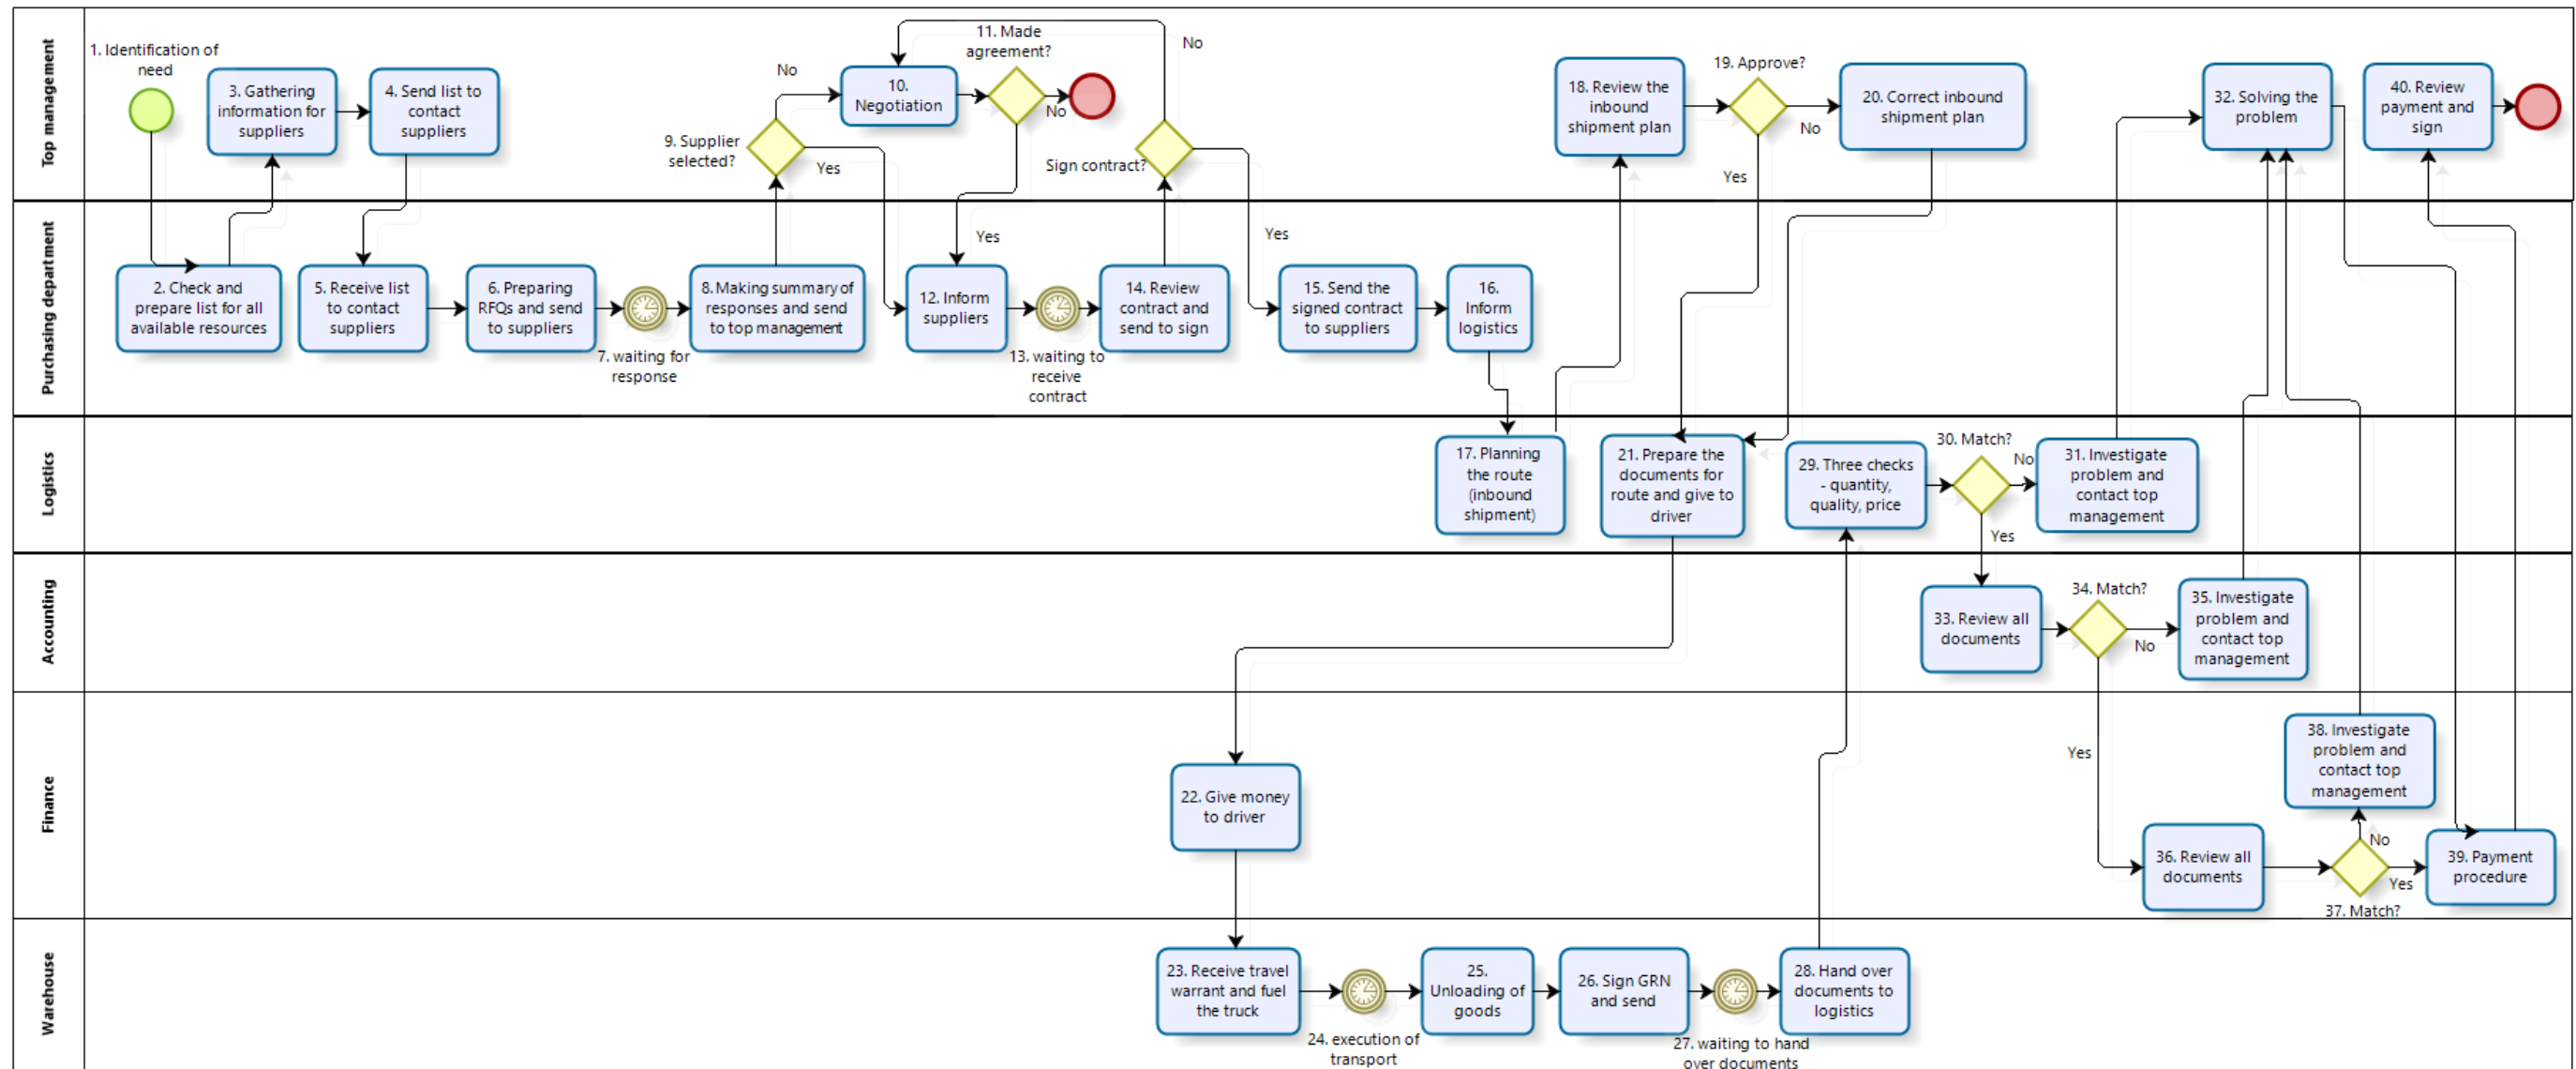 Top management
1. Identification of
need
3. Gathering
information for
suppliers
4. Send list to
contact
suppliers
9. Supplier
selected?
No
Yes
10.
Negotiation
11. Made
agreement?
No
Yes
Sign contract?
No
Yes
18. Review the
inbound
shipment plan
19. Approve?
No
Yes
20. Correct inbound
shipment plan
32. Solving the
problem
40. Review
payment and
sign
Purchasing department
2. Check and
prepare list for all
available resources
5. Receive list
to contact
suppliers
6. Preparing
RFQs and send
to suppliers
7. waiting for
response
8. Making summary of
responses and send
to top management
12. Inform
suppliers
13. waiting to
receive
contract
14. Review
contract and
send to sign
15. Send the
signed contract
to suppliers
16.
Inform
logistics
Logistics
17. Planning
the route
(inbound
shipment)
21. Prepare the
documents for
route and give to
driver
29. Three checks
- quantity,
quality, price
30. Match?
No
Yes
31. Investigate
problem and
contact top
management
Accounting
33. Review all
documents
34. Match?
No
Yes
35. Investigate
problem and
contact top
management
Finance
22. Give money
to driver
36. Review all
documents
37. Match?
No
Yes
38. Investigate
problem and
contact top
management
39. Payment
procedure
Warehouse
23. Receive travel
warrant and fuel
the truck
24. execution of
transport
25.
Unloading of
goods
26. Sign GRN
and send
27. waiting to hand
over documents
28. Hand over
documents to
logistics